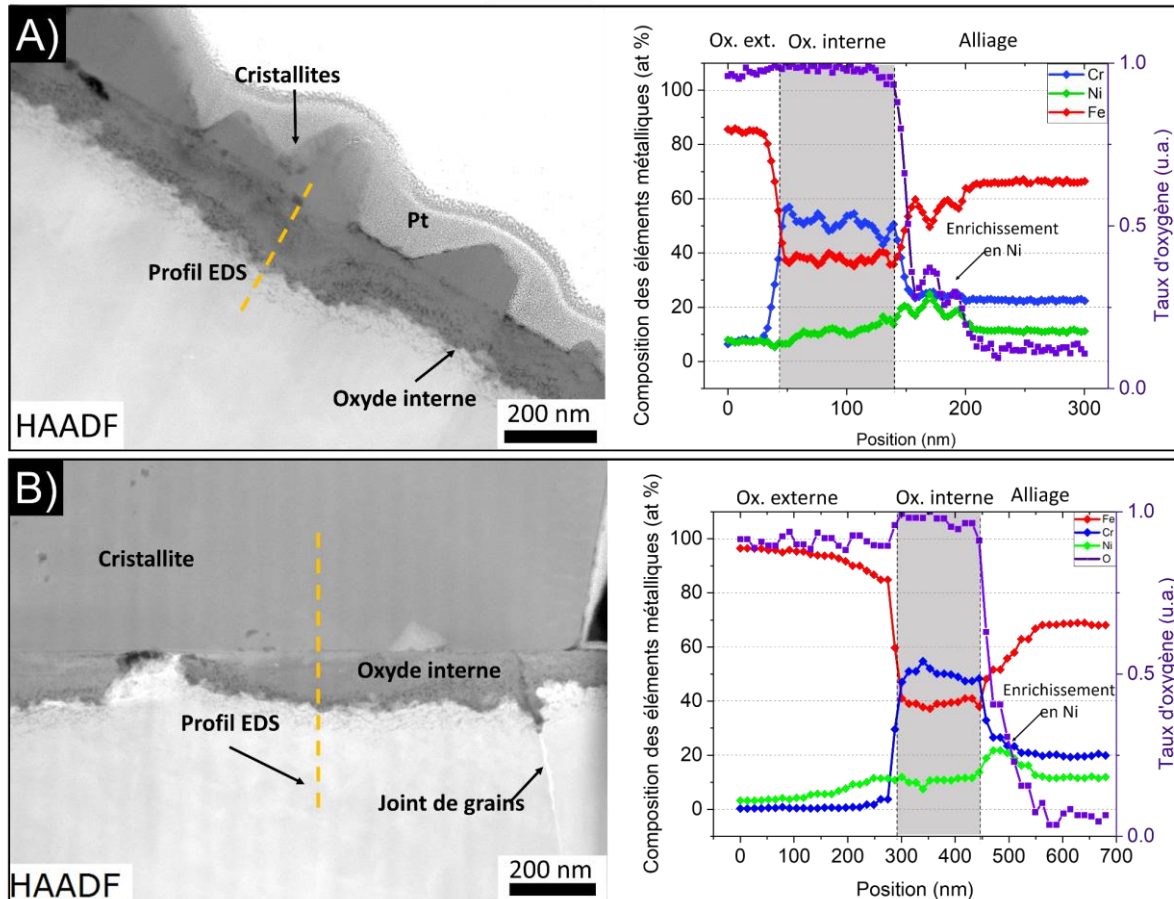 A)
Cristallites
Pt
Profil EDS
Oxyde interne
HAADF
200 nm
Ox. ext.
Ox. interne
Alliage
Composition des éléments métalliques (at %)
110
100
80
60
40
20
0
Cr
Ni
Fe
Enrichissement
en Ni
1.0
0.5
0.0
Taux d'oxygène (u.a.)
0
100
200
300
Position (nm)
B)
Cristallite
Oxyde interne
Profil EDS
Joint de grains
HAADF
200 nm
Ox. externe
Ox. interne
Alliage
Composition des éléments métalliques (at %)
110
100
80
60
40
20
0
Fe
Cr
Ni
O
Enrichissement
en Ni
1.0
0.5
0.0
Taux d'oxygène (u.a.)
0
100
200
300
400
500
600
700
Position (nm)